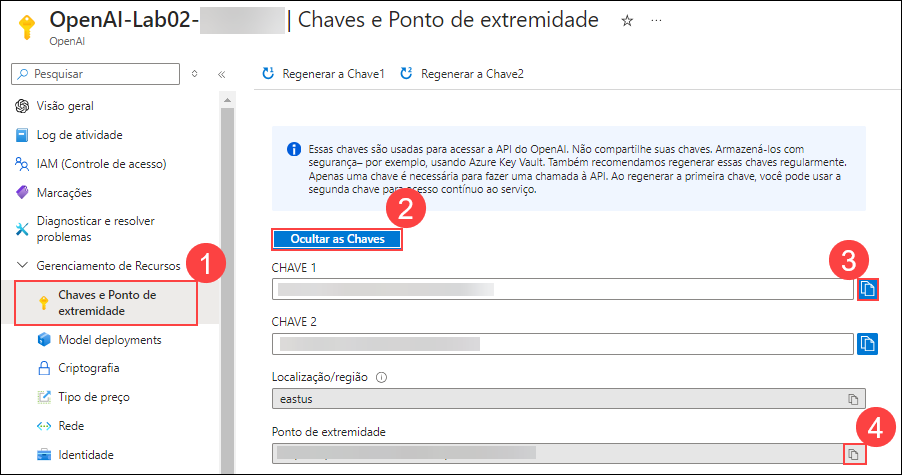 OpenAI-Lab02- | Chaves e Ponto de extremidade
OpenAI
Pesquisar
Regenerar a Chave1
Regenerar a Chave2
Visão geral
Log de atividade
IAM (Controle de acesso)
Marcações
Diagnosticar e resolver
problemas
Gerenciamento de Recursos
1
Chaves e Ponto de
extremidade
Model deployments
Criptografia
Tipo de preço
Rede
Identidade
Essas chaves são usadas para acessar a API do OpenAI. Não compartilhe suas chaves. Armazená-los com
segurança– por exemplo, usando Azure Key Vault. Também recomendamos regenerar essas chaves regularmente.
Apenas uma chave é necessária para fazer uma chamada à API. Ao regenerar a primeira chave, você pode usar a
segunda chave para acesso contínuo ao serviço.
2
Ocultar as Chaves
CHAVE 1
3
CHAVE 2
Localização/região
eastus
Ponto de extremidade
4